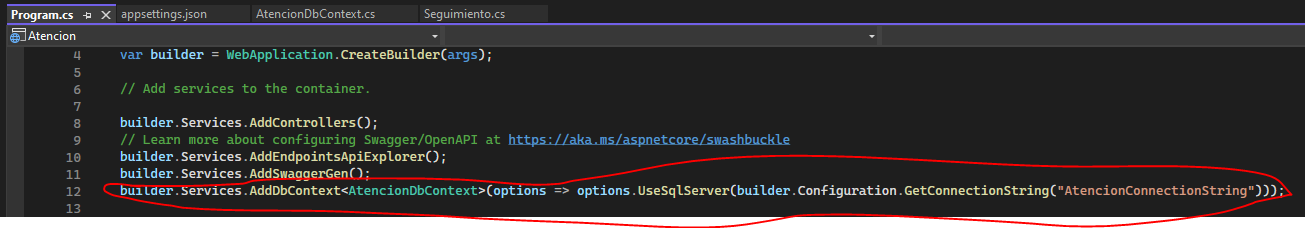 Program.cs appsettings.json AtencionDbContext.cs Seguimiento.cs
Atencion
4 var builder = WebApplication.CreateBuilder(args);
5
6 // Add services to the container.
7
8 builder.Services.AddControllers();
9 // Learn more about configuring Swagger/OpenAPI at https://aka.ms/aspnetcore/swashbuckle
10 builder.Services.AddEndpointsApiExplorer();
11 builder.Services.AddSwaggerGen();
12 builder.Services.AddDbContext<AtencionDbContext>(options => options.UseSqlServer(builder.Configuration.GetConnectionString("AtencionConnectionString")));
13